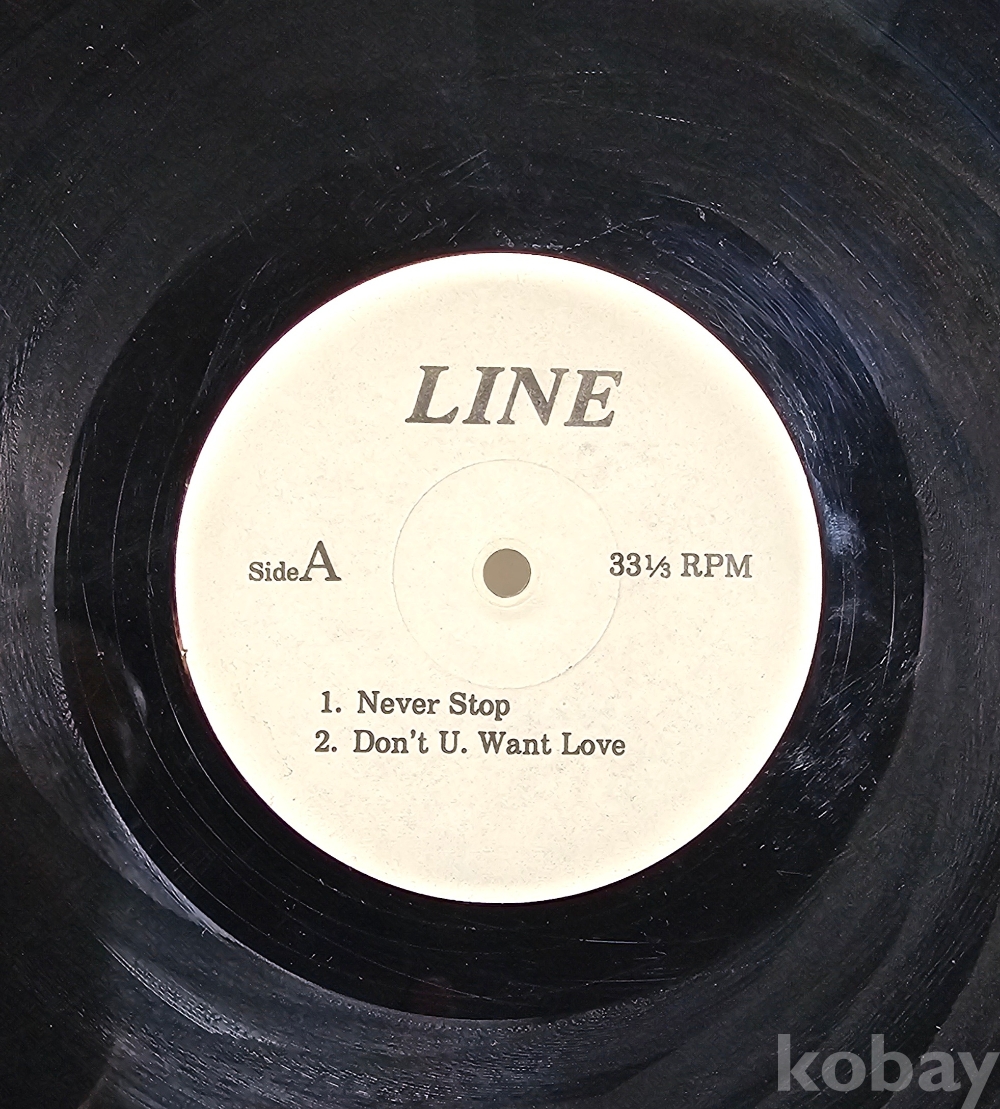 LINE
Side A
33⅓ RPM
1. Never Stop
2. Don't U. Want Love
kobay